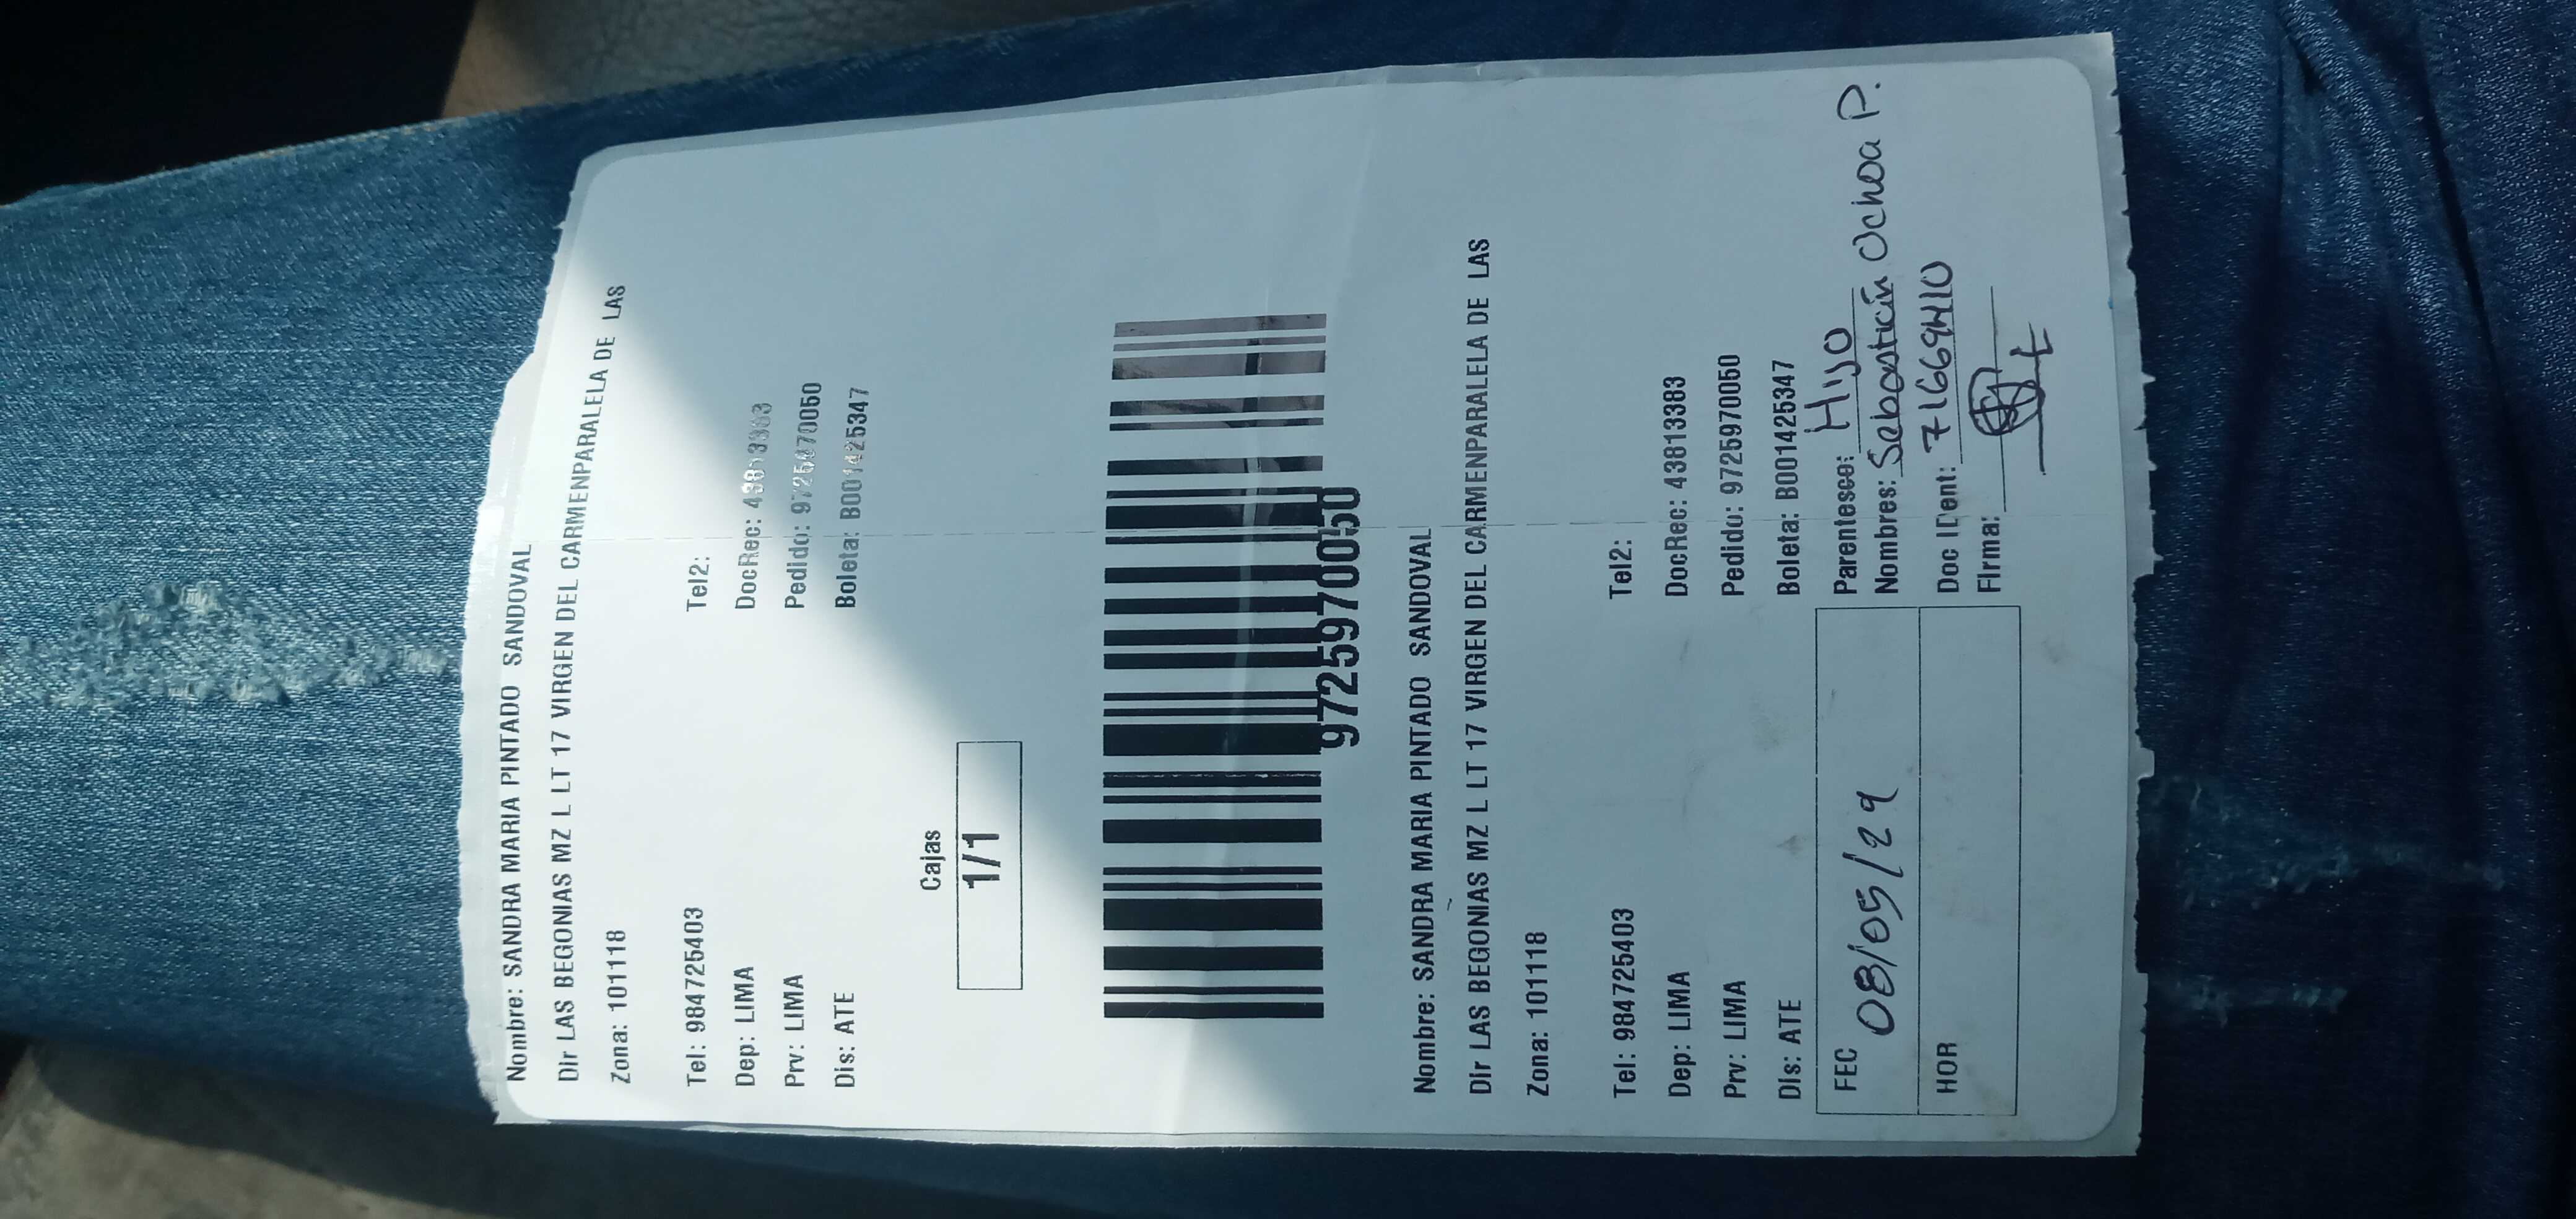 Nombre: SANDRA MARIA PINTADO SANDOVAL
Dir LAS BEGONIAS MZ L LT 17 VIRGEN DEL CARMENPARALELA DE LAS
Zona: 101118
Tel: 984725403 Tel2:
Dep: LIMA DocRec: 43813383
Prv: LIMA Pedido: 9725970050
Dis: ATE Boleta: B001425347
Cajas
1/1
9725970050
Nombre: SANDRA MARIA PINTADO SANDOVAL
Dir LAS BEGONIAS MZ L LT 17 VIRGEN DEL CARMENPARALELA DE LAS
Zona: 101118
Tel: 984725403 Tel2:
Dep: LIMA DocRec: 43813383
Prv: LIMA Pedido: 9725970050
Dis: ATE Boleta: B001425347
FEC 08/05/29 Parentesco: Hijo
Nombres: Sebastián Ochoa P.
HOR Doc IDent: 71669410
Firma: